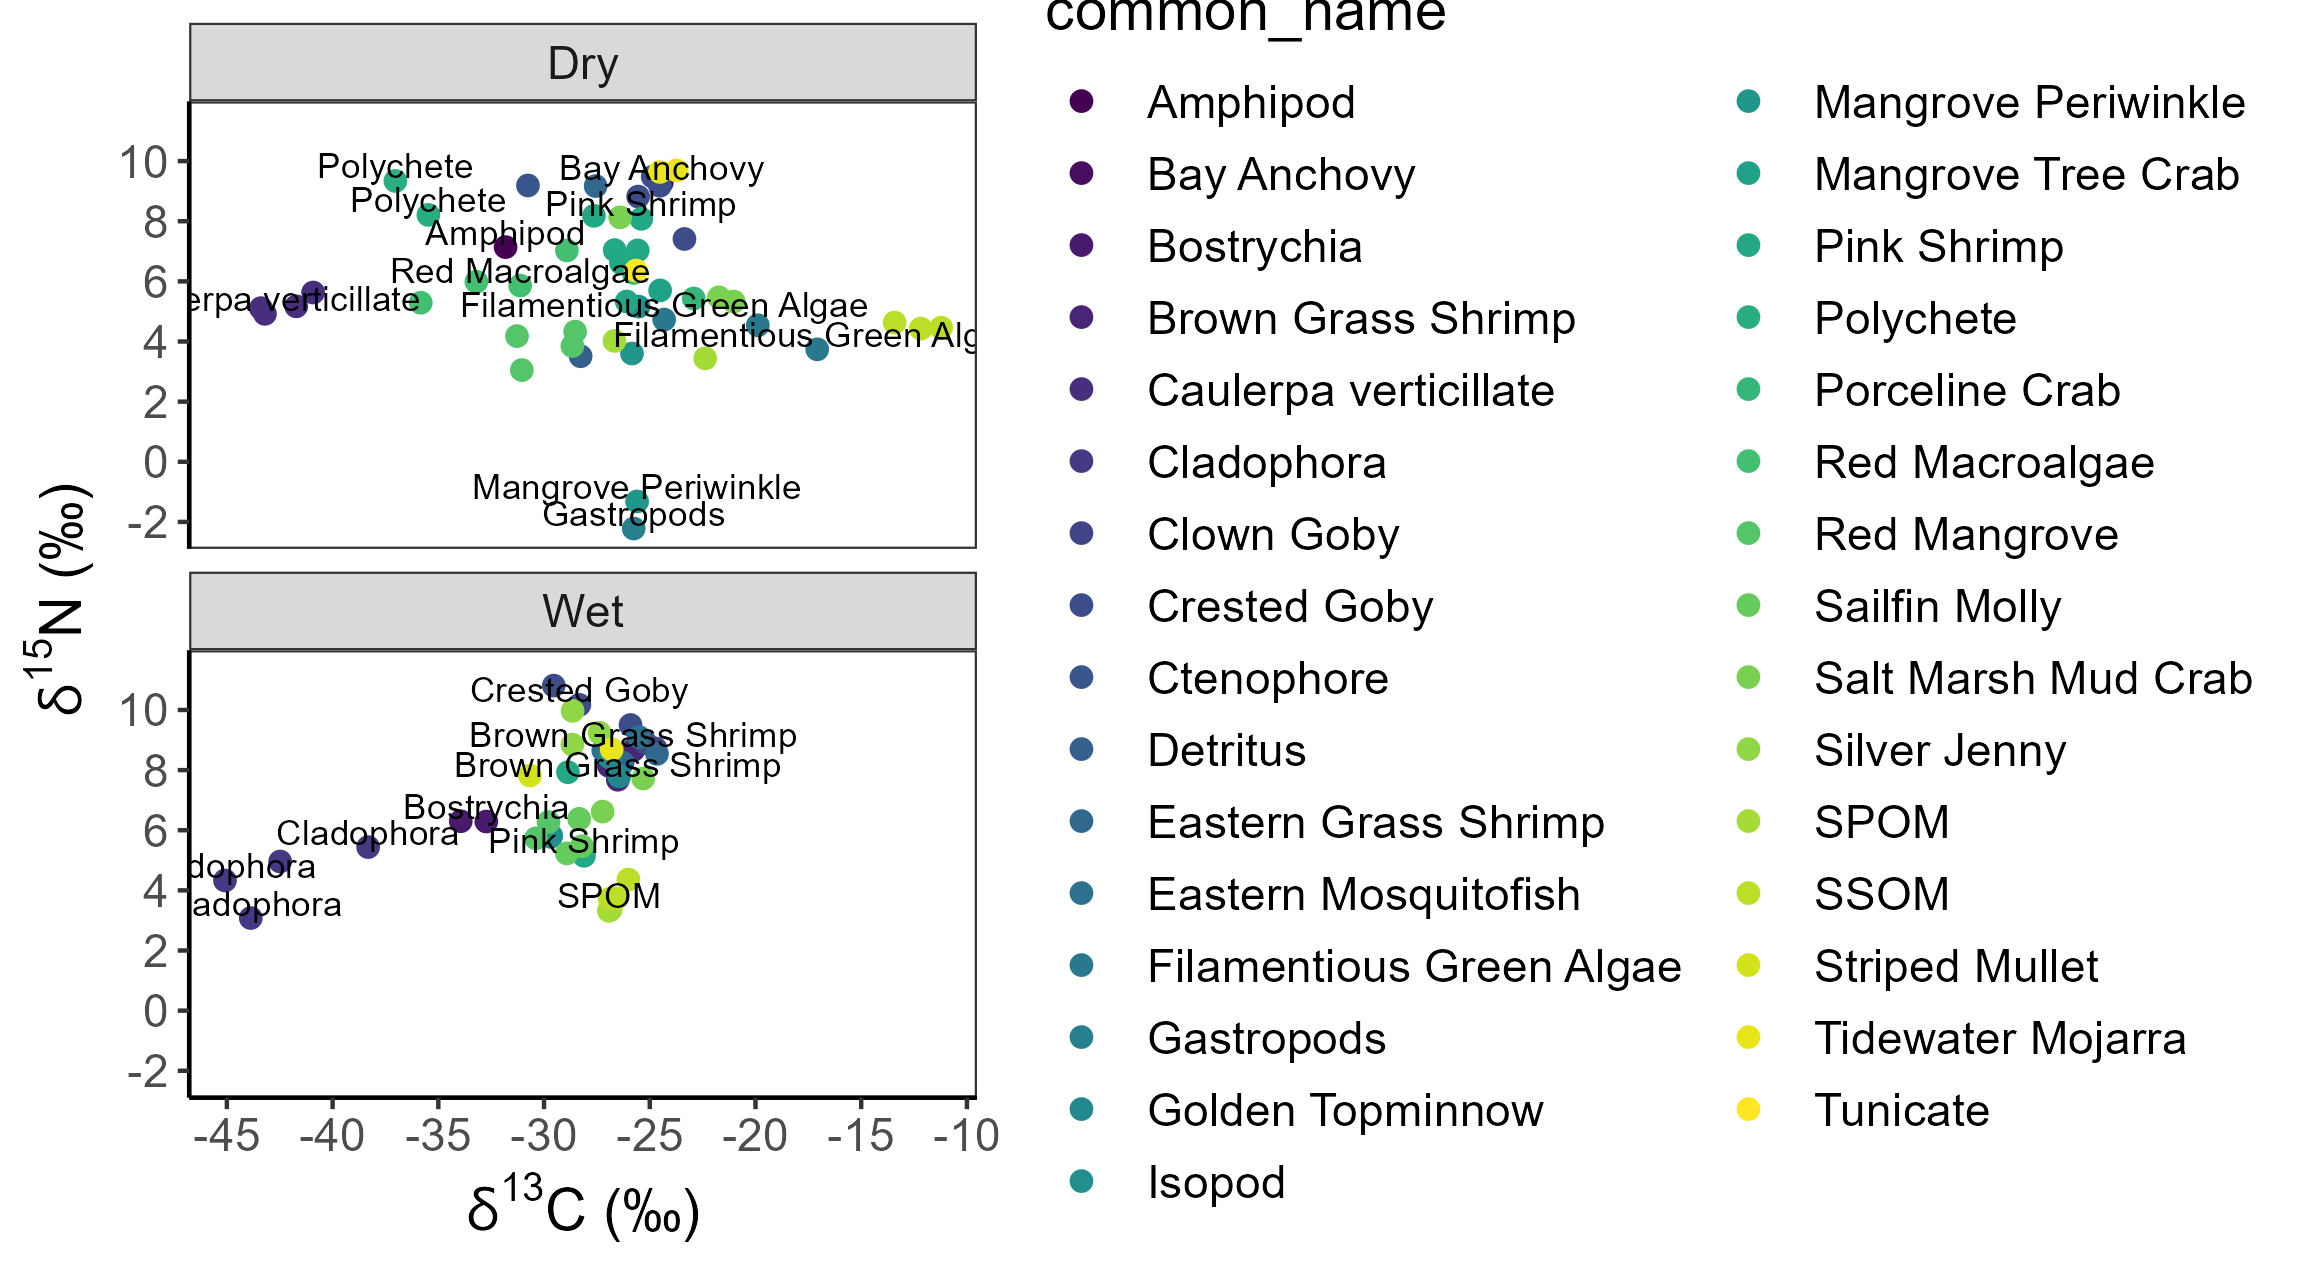 common_name
Dry
10
8
6
4
2
0
-2
Polychete
Bay Anchovy
Polychete
Pink Shrimp
Amphipod
Red Macroalgae
erpa verticillate
Filamentious Green Algae
Filamentious Green Alg
Mangrove Periwinkle
Gastropods
Wet
10
8
6
4
2
0
-2
Crested Goby
Brown Grass Shrimp
Brown Grass Shrimp
Bostrychia
Cladophora
Pink Shrimp
dophora
SPOM
adophora
-45 -40 -35 -30 -25 -20 -15 -10
δ13C (‰)
δ15N (‰)
Amphipod
Bay Anchovy
Bostrychia
Brown Grass Shrimp
Caulerpa verticillate
Cladophora
Clown Goby
Crested Goby
Ctenophore
Detritus
Eastern Grass Shrimp
Eastern Mosquitofish
Filamentious Green Algae
Gastropods
Golden Topminnow
Isopod
Mangrove Periwinkle
Mangrove Tree Crab
Pink Shrimp
Polychete
Porceline Crab
Red Macroalgae
Red Mangrove
Sailfin Molly
Salt Marsh Mud Crab
Silver Jenny
SPOM
SSOM
Striped Mullet
Tidewater Mojarra
Tunicate